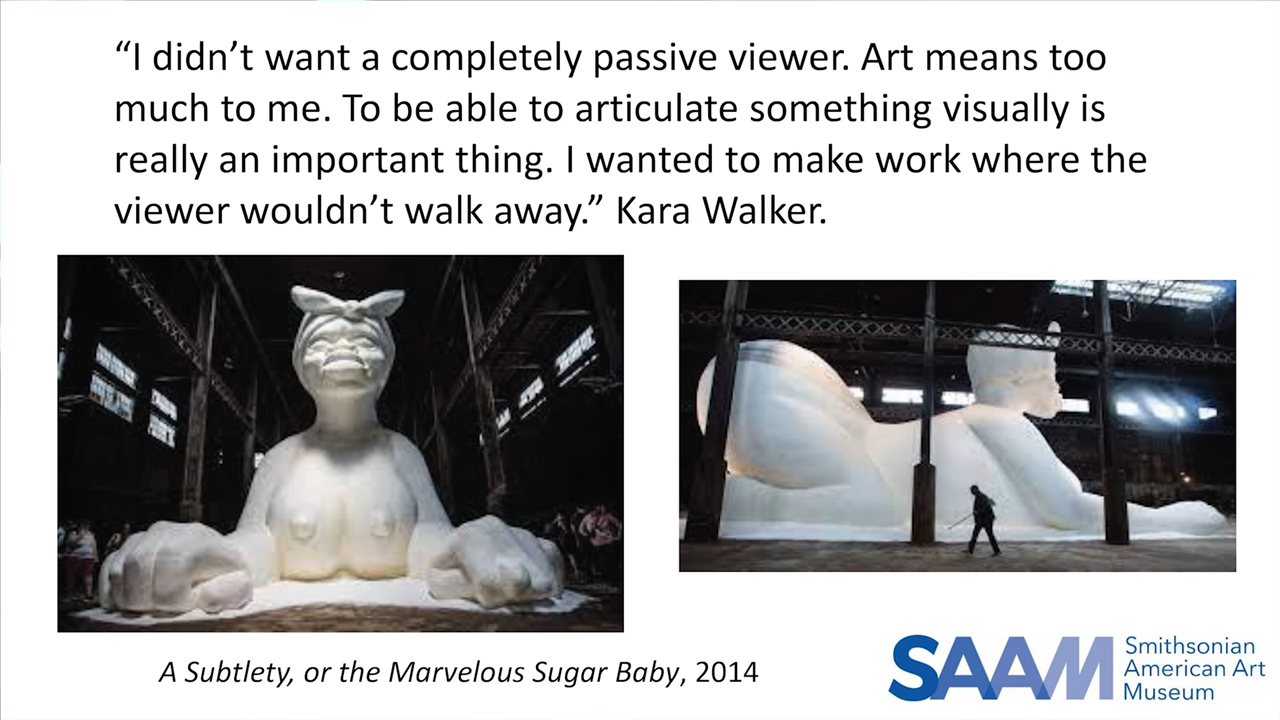 “I didn’t want a completely passive viewer. Art means too
much to me. To be able to articulate something visually is
really an important thing. I wanted to make work where the
viewer wouldn’t walk away.” Kara Walker.
A Subtlety, or the Marvelous Sugar Baby, 2014
SAAM
Smithsonian
American Art
Museum